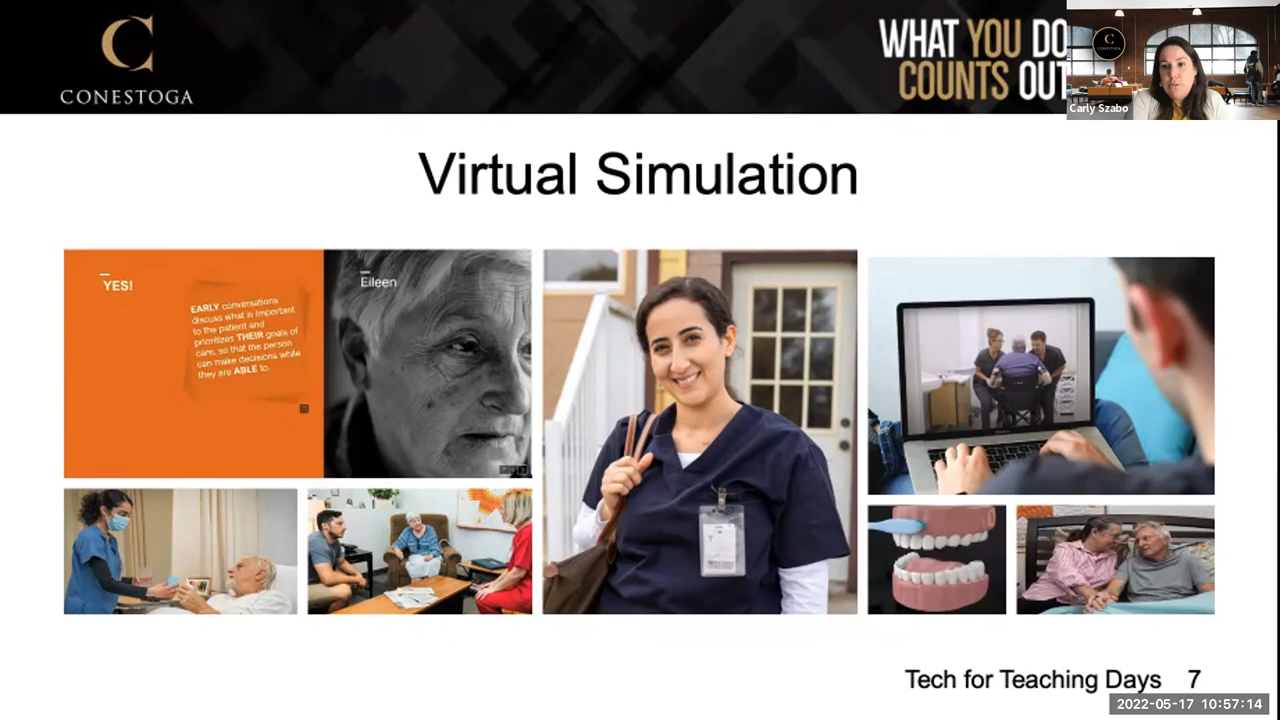 C
CONESTOGA
WHAT YOU DO
COUNTS OUT
C
CONESTOGA
Carly Szabo
Virtual Simulation
YES!
EARLY conversations
discuss what is important
to the patient and
prioritizes THEIR goals of
care, so that the person
can make decisions while
they are ABLE to.
Eileen
Tech for Teaching Days 7
2022-05-17 10:57:14